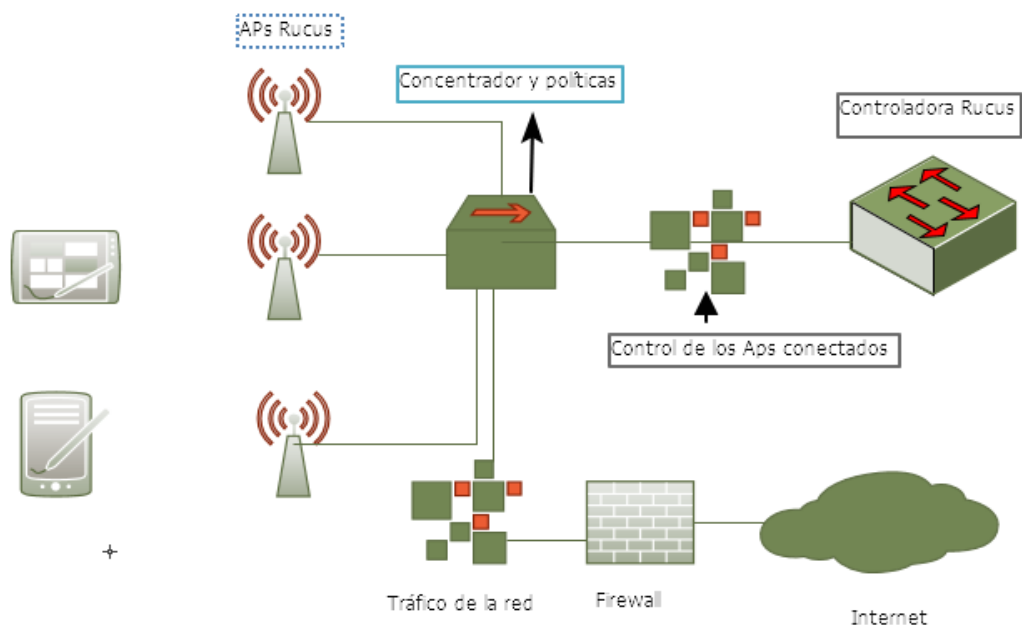 APs Rucus
Concentrador y políticas
Controladora Rucus
Control de los Aps conectados
Tráfico de la red
Firewall
Internet